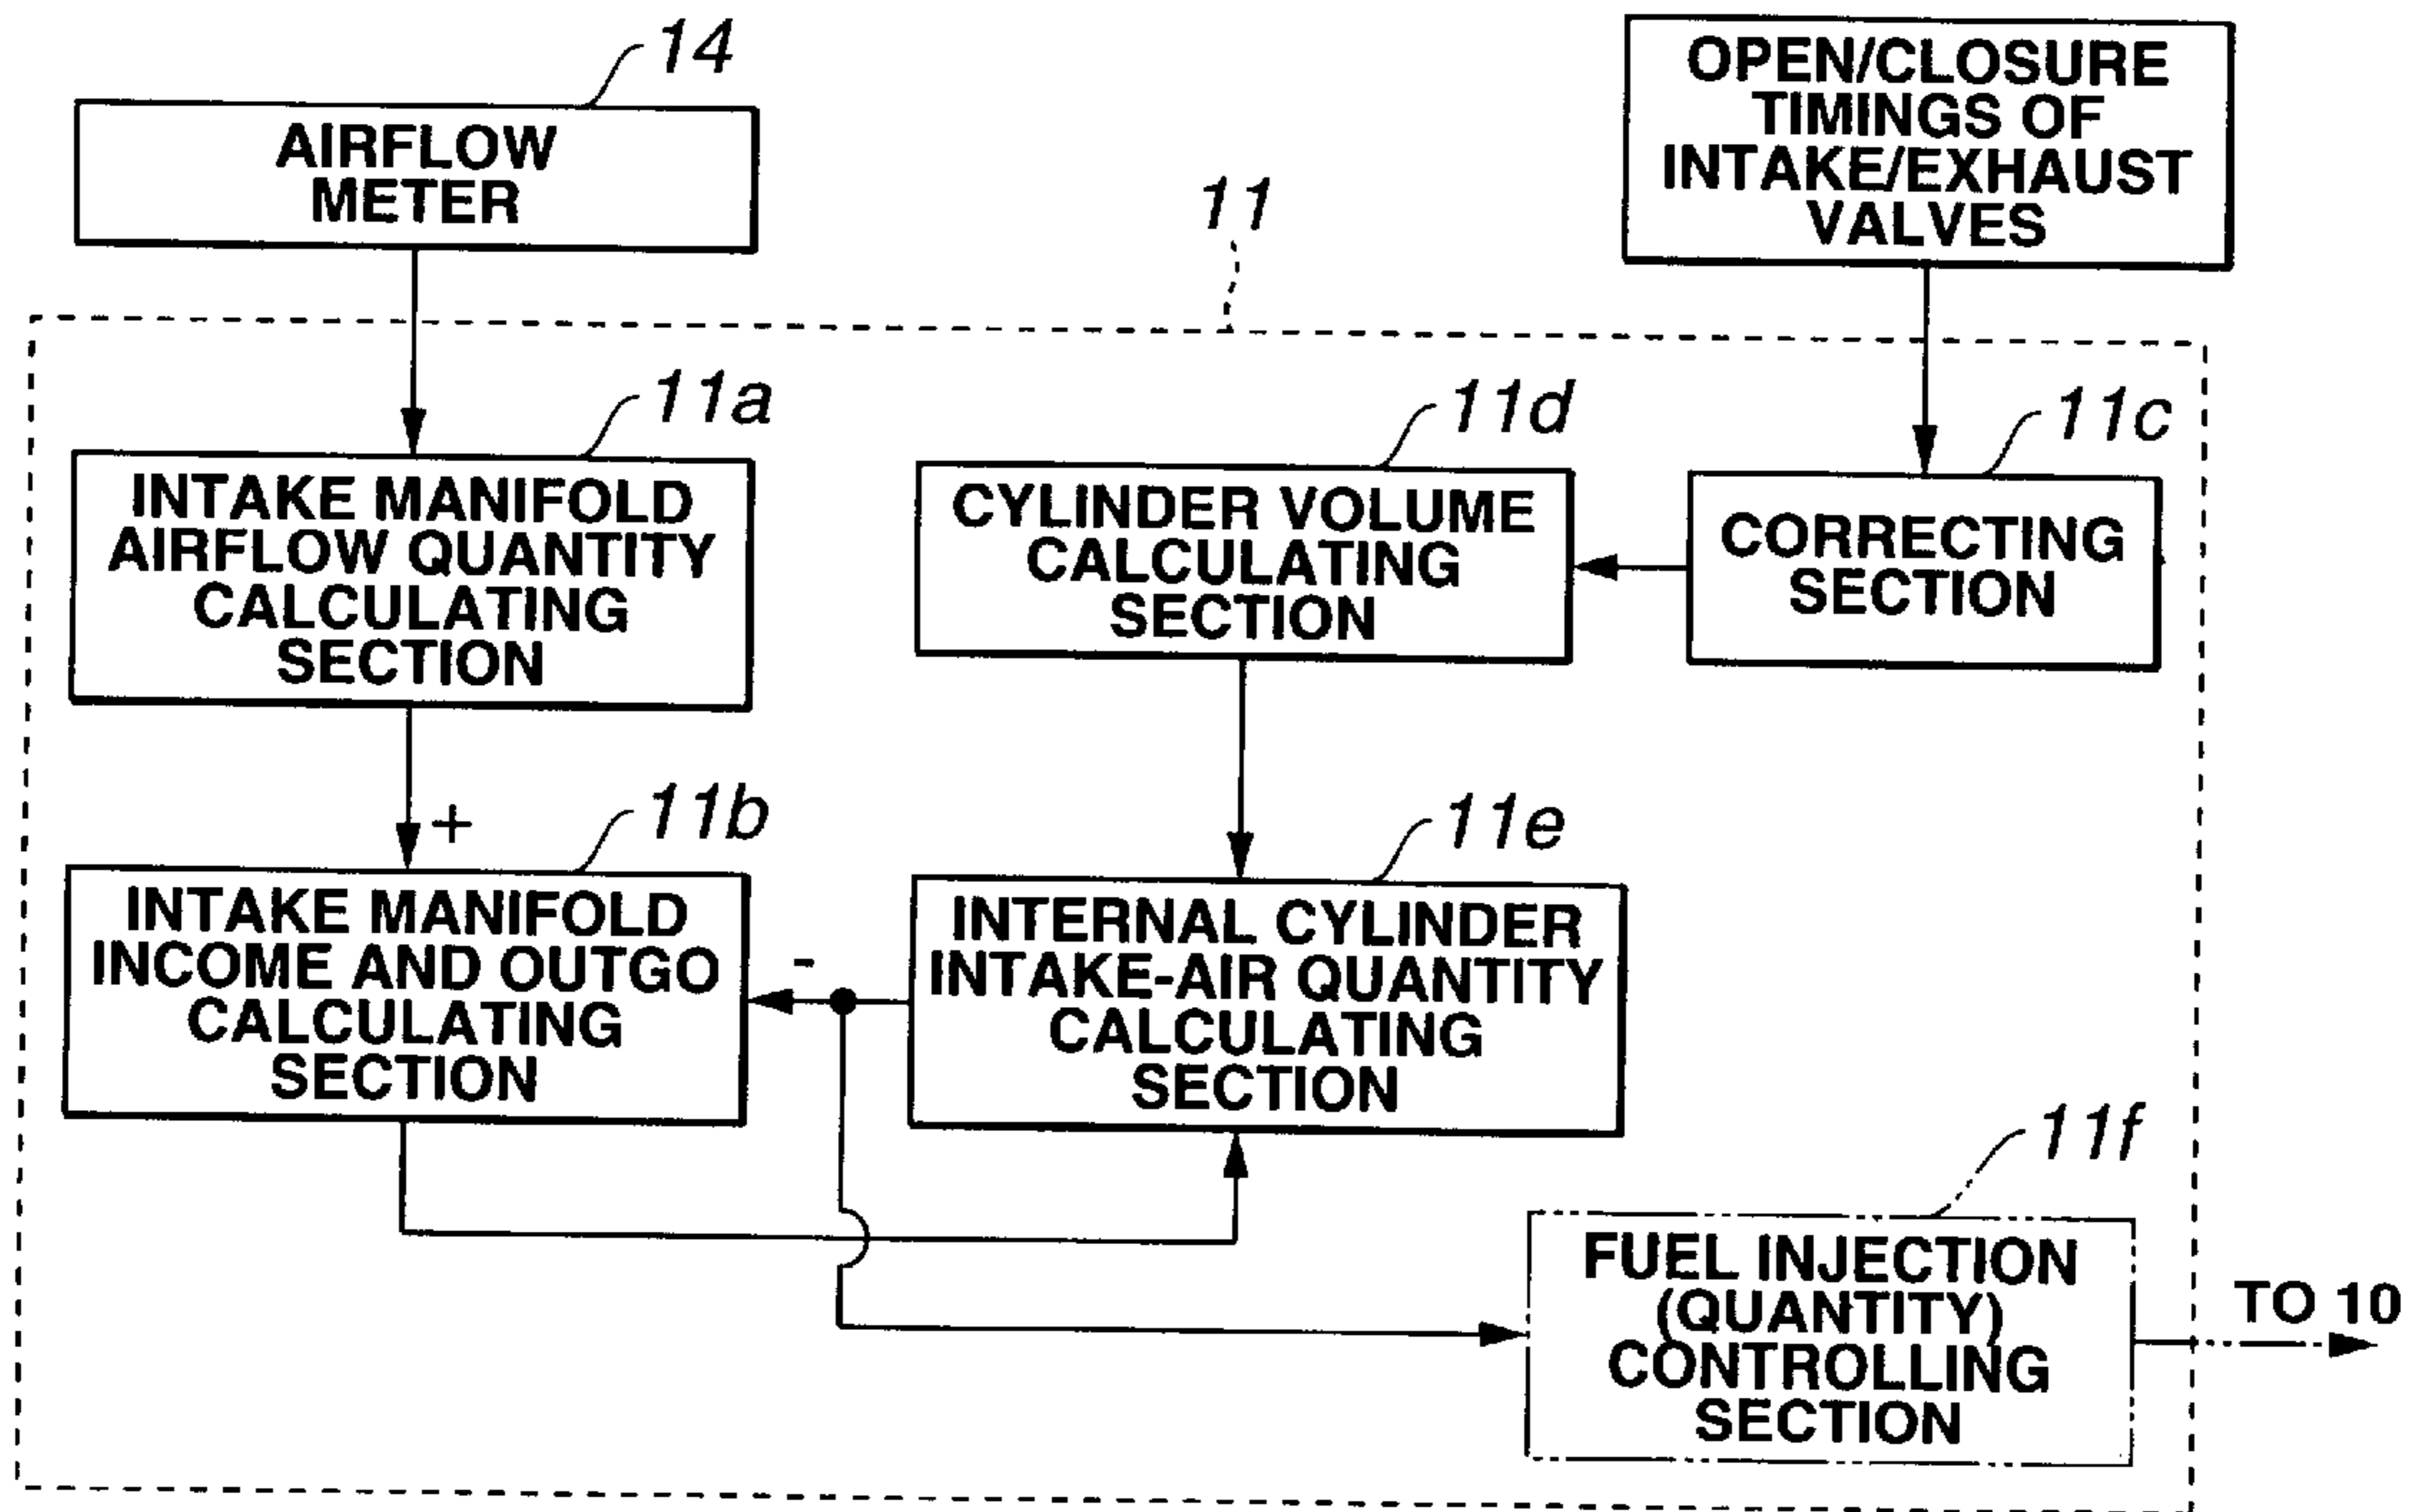 14
AIRFLOW
METER
OPEN/CLOSURE
TIMINGS OF
INTAKE/EXHAUST
VALVES
11
11a
INTAKE MANIFOLD
AIRFLOW QUANTITY
CALCULATING
SECTION
11d
CYLINDER VOLUME
CALCULATING
SECTION
11c
CORRECTING
SECTION
+
11b
INTAKE MANIFOLD
INCOME AND OUTGO
CALCULATING
SECTION
-
11e
INTERNAL CYLINDER
INTAKE-AIR QUANTITY
CALCULATING
SECTION
11f
FUEL INJECTION
(QUANTITY)
CONTROLLING
SECTION
TO 10